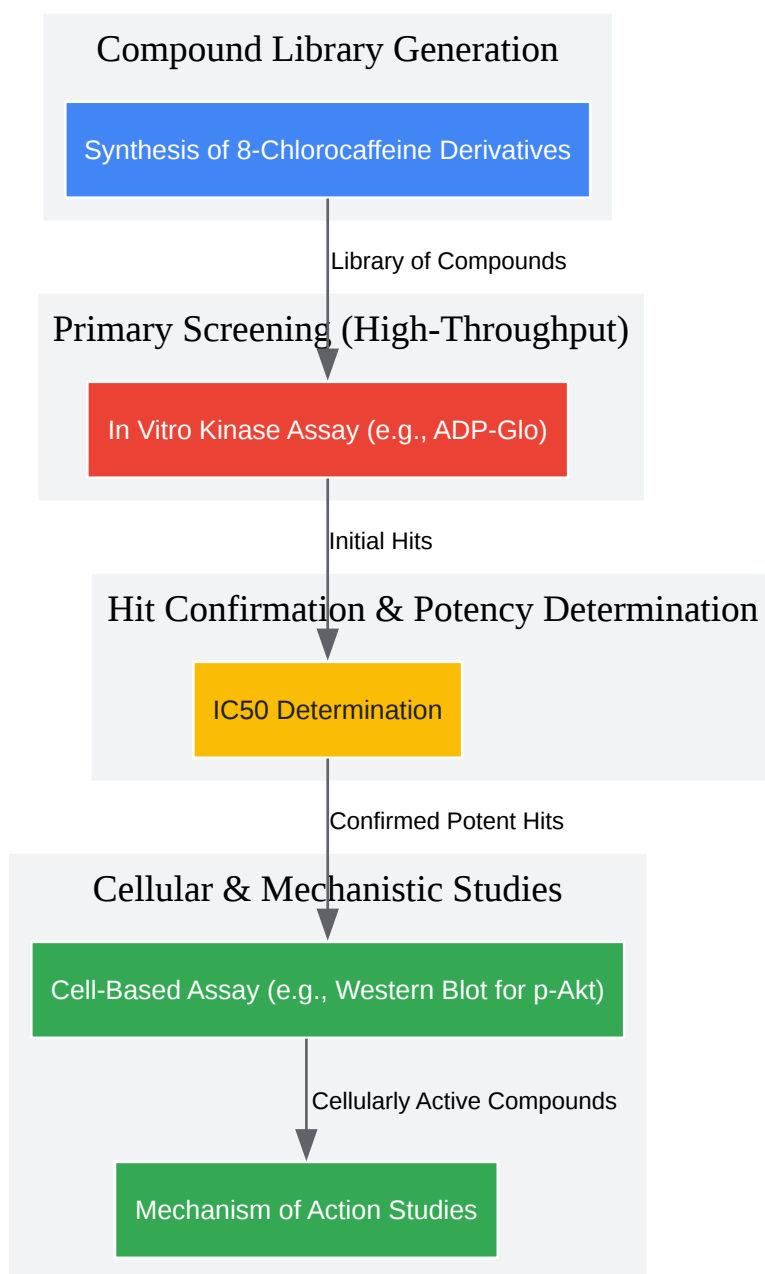 Compound Library Generation
Synthesis of 8-Chlorocaffeine Derivatives
Library of Compounds
Primary Screening (High-Throughput)
In Vitro Kinase Assay (e.g., ADP-Glo)
Initial Hits
Hit Confirmation & Potency Determination
IC50 Determination
Confirmed Potent Hits
Cellular & Mechanistic Studies
Cell-Based Assay (e.g., Western Blot for p-Akt)
Cellularly Active Compounds
Mechanism of Action Studies